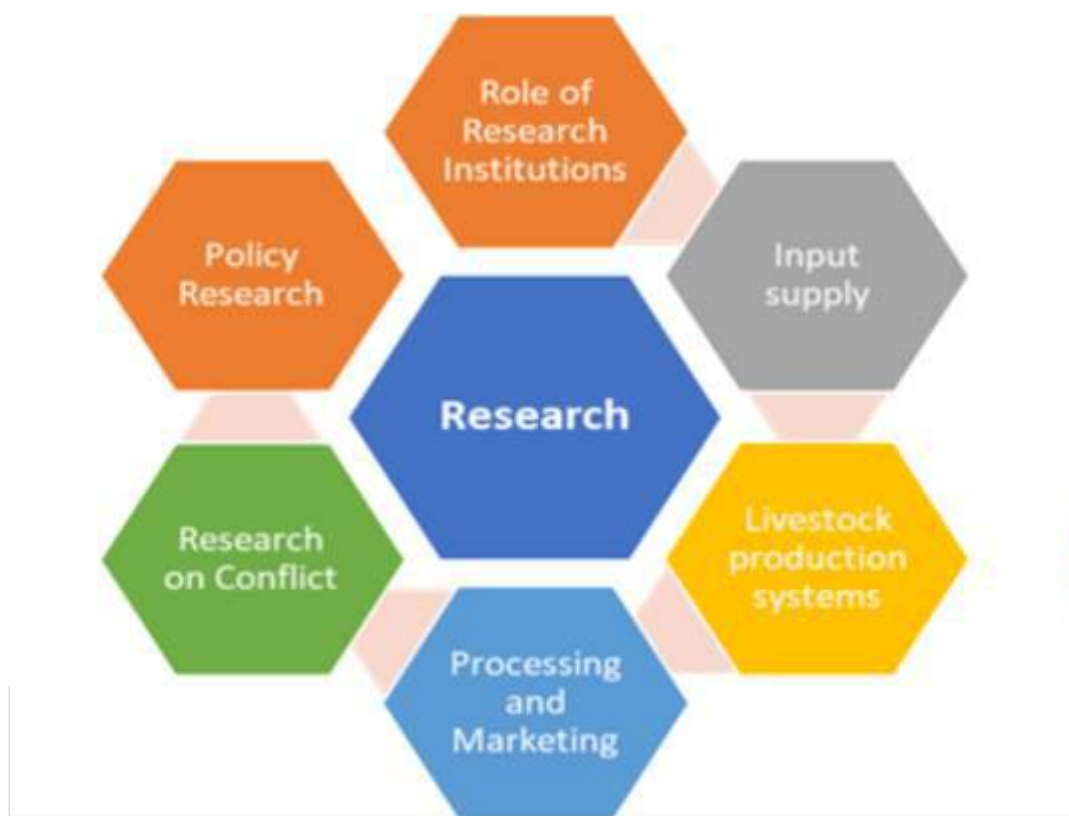 Role of
Research
Institutions
Policy
Research
Input
supply
Research
Livestock
production
systems
Research
on Conflict
Processing
and
Marketing